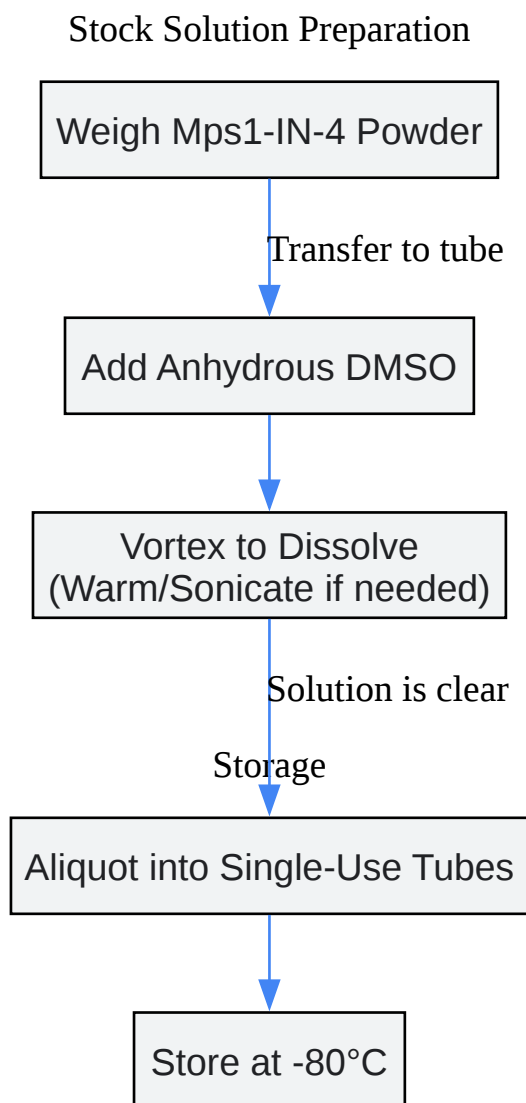 Stock Solution Preparation
Weigh Mps1-IN-4 Powder
Transfer to tube
Add Anhydrous DMSO
Vortex to Dissolve
(Warm/Sonicate if needed)
Solution is clear
Storage
Aliquot into Single-Use Tubes
Store at -80°C